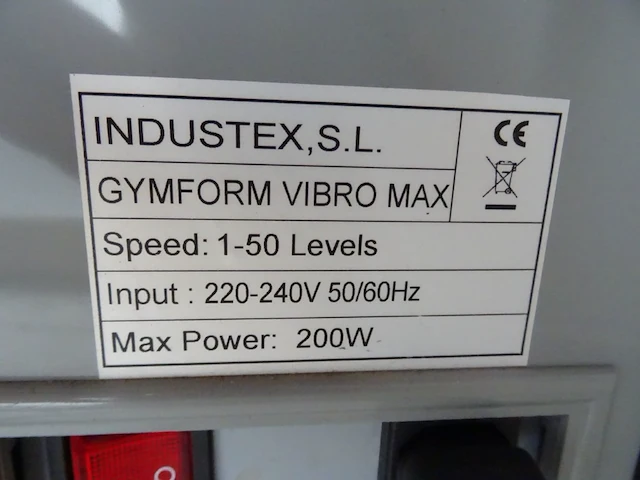 INDUSTEX,S.L.
CE
GYMFORM VIBRO MAX
Speed: 1-50 Levels
Input : 220-240V 50/60Hz
Max Power: 200W